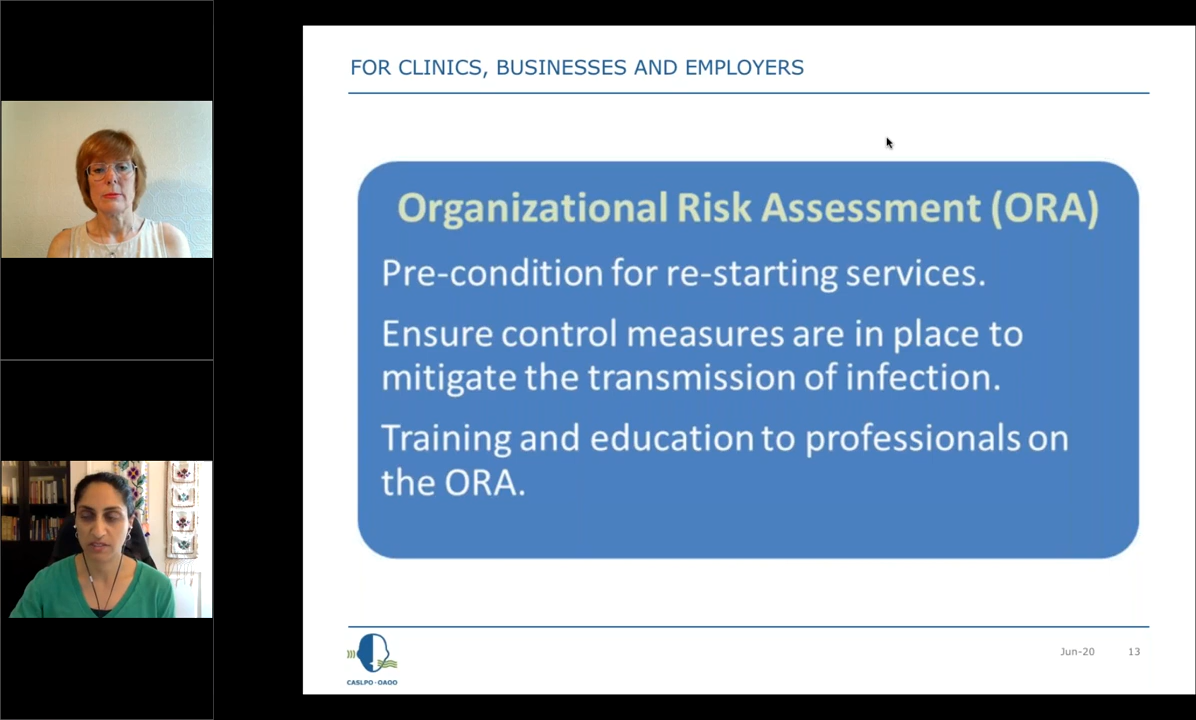 FOR CLINICS, BUSINESSES AND EMPLOYERS
Organizational Risk Assessment (ORA)
Pre-condition for re-starting services.
Ensure control measures are in place to
mitigate the transmission of infection.
Training and education to professionals on
the ORA.
CASLPO•OAOO
Jun-20 13